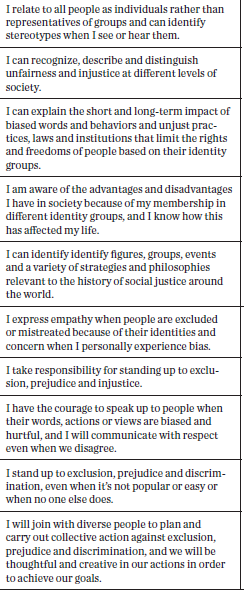 I relate to all people as individuals rather than
representatives of groups and can identify
stereotypes when I see or hear them.
I can recognize, describe and distinguish
unfairness and injustice at different levels of
society.
I can explain the short and long-term impact of
biased words and behaviors and unjust prac-
tices, laws and institutions that limit the rights
and freedoms of people based on their identity
groups.
I am aware of the advantages and disadvantages
I have in society because of my membership in
different identity groups, and I know how this
has affected my life.
I can identify identify figures, groups, events
and a variety of strategies and philosophies
relevant to the history of social justice around
the world.
I express empathy when people are excluded
or mistreated because of their identities and
concern when I personally experience bias.
I take responsibility for standing up to exclu-
sion, prejudice and injustice.
I have the courage to speak up to people when
their words, actions or views are biased and
hurtful, and I will communicate with respect
even when we disagree.
I stand up to exclusion, prejudice and discrim-
ination, even when it's not popular or easy or
when no one else does.
I will join with diverse people to plan and
carry out collective action against exclusion,
prejudice and discrimination, and we will be
thoughtful and creative in our actions in order
to achieve our goals.